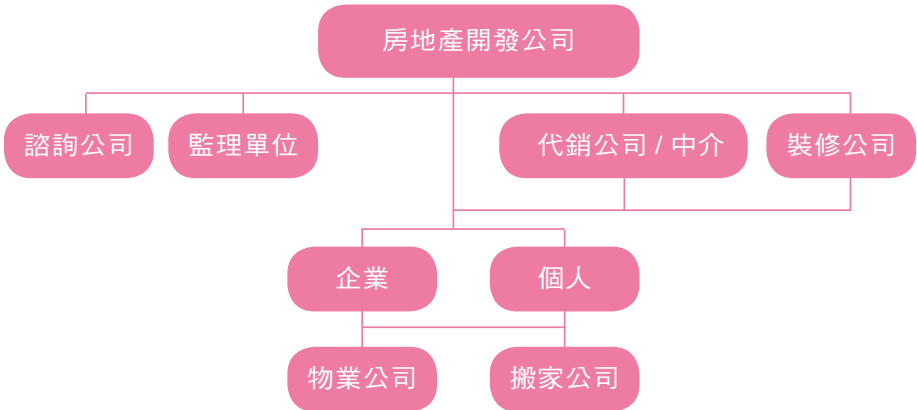 房地產開發公司
諮詢公司
監理單位
代銷公司 / 中介
裝修公司
企業
個人
物業公司
搬家公司